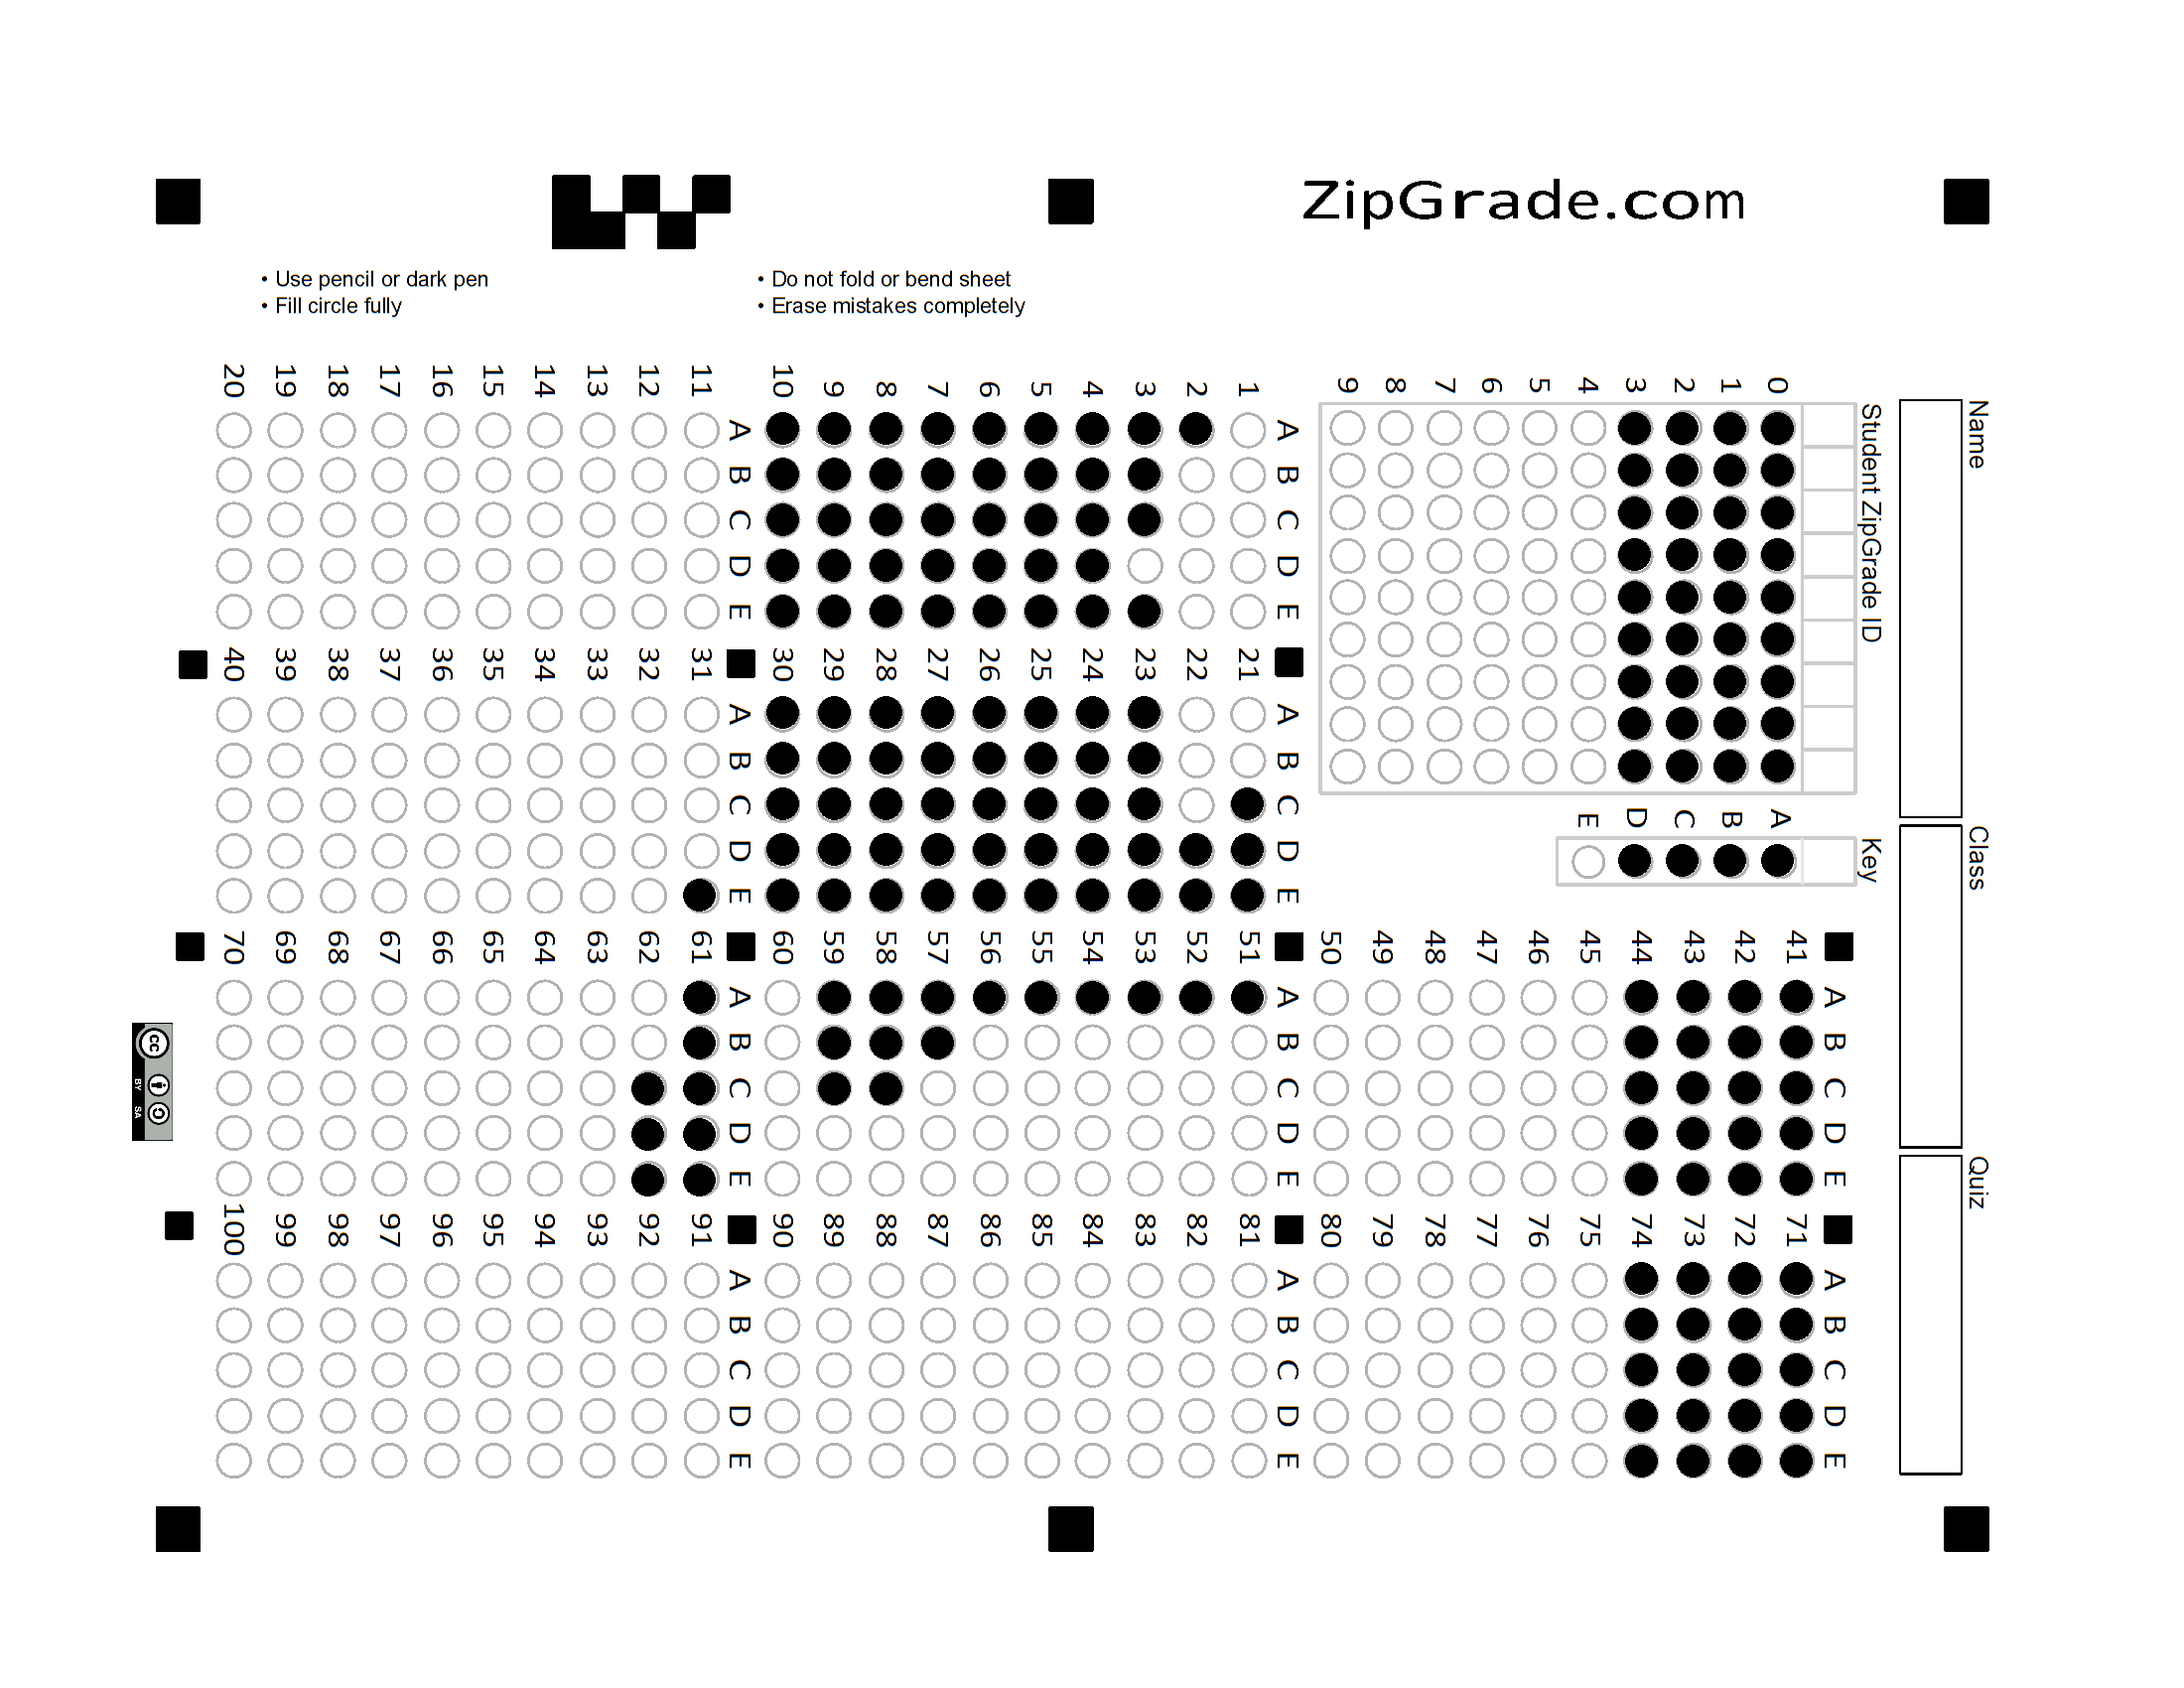 ZipGrade.com
• Use pencil or dark pen
• Fill circle fully
• Do not fold or bend sheet
• Erase mistakes completely
Name
Class
Quiz
Student ZipGrade ID
0 1 2 3 4 5 6 7 8 9
Key
A B C D E
1 2 3 4 5 6 7 8 9 10
A B C D E
11 12 13 14 15 16 17 18 19 20
A B C D E
21 22 23 24 25 26 27 28 29 30
A B C D E
31 32 33 34 35 36 37 38 39 40
A B C D E
41 42 43 44 45 46 47 48 49 50
A B C D E
51 52 53 54 55 56 57 58 59 60
A B C D E
61 62 63 64 65 66 67 68 69 70
A B C D E
71 72 73 74 75 76 77 78 79 80
A B C D E
81 82 83 84 85 86 87 88 89 90
A B C D E
91 92 93 94 95 96 97 98 99 100
A B C D E
cc
BY SA